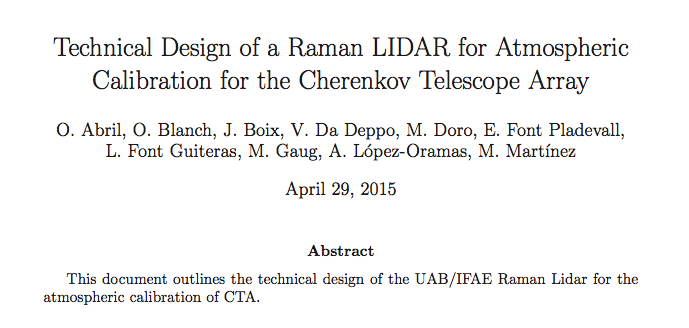 Technical Design of a Raman LIDAR for Atmospheric
Calibration for the Cherenkov Telescope Array
O. Abril, O. Blanch, J. Boix, V. Da Deppo, M. Doro, E. Font Pladevall,
L. Font Guiteras, M. Gaug, A. López-Oramas, M. Martínez
April 29, 2015
Abstract
This document outlines the technical design of the UAB/IFAE Raman Lidar for the
atmospheric calibration of CTA.